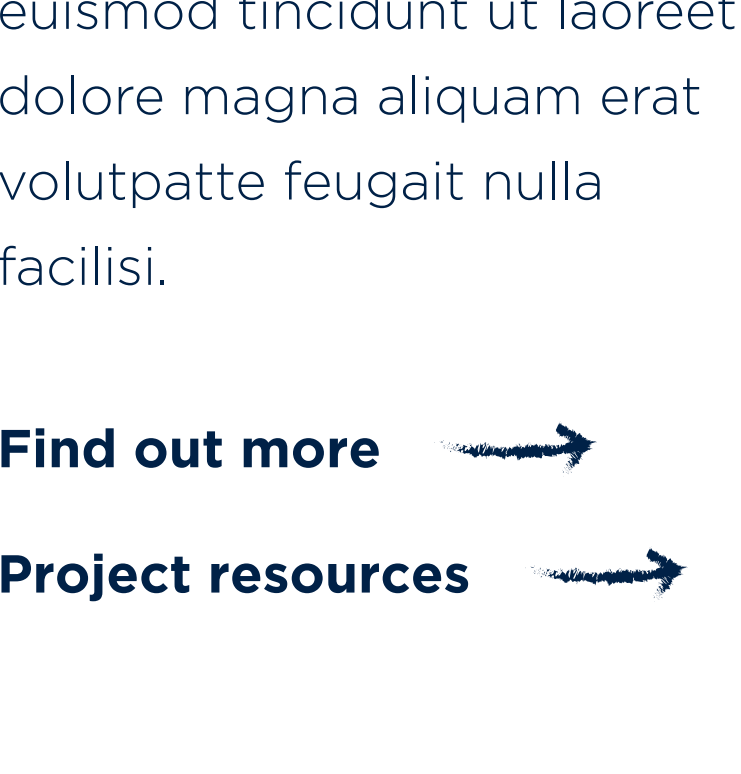 euismod tincidunt ut laoreet
dolore magna aliquam erat
volutpatte feugait nulla
facilisi.
Find out more
Project resources